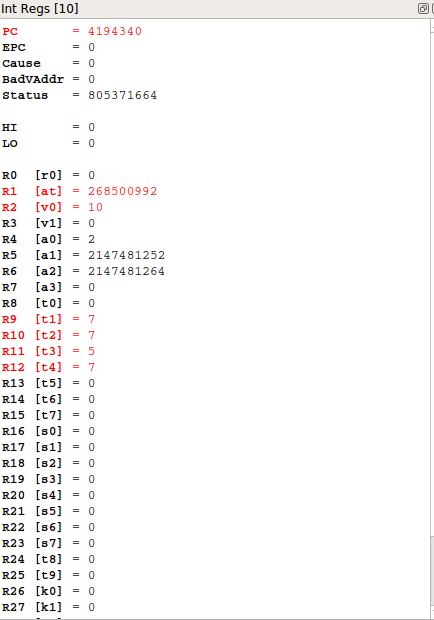 Int Regs [10]
PC = 4194340
EPC = 0
Cause = 0
BadVAddr = 0
Status = 805371664
HI = 0
LO = 0
R0 [r0] = 0
R1 [at] = 268500992
R2 [v0] = 10
R3 [v1] = 0
R4 [a0] = 2
R5 [a1] = 2147481252
R6 [a2] = 2147481264
R7 [a3] = 0
R8 [t0] = 0
R9 [t1] = 7
R10 [t2] = 7
R11 [t3] = 5
R12 [t4] = 7
R13 [t5] = 0
R14 [t6] = 0
R15 [t7] = 0
R16 [s0] = 0
R17 [s1] = 0
R18 [s2] = 0
R19 [s3] = 0
R20 [s4] = 0
R21 [s5] = 0
R22 [s6] = 0
R23 [s7] = 0
R24 [t8] = 0
R25 [t9] = 0
R26 [k0] = 0
R27 [k1] = 0